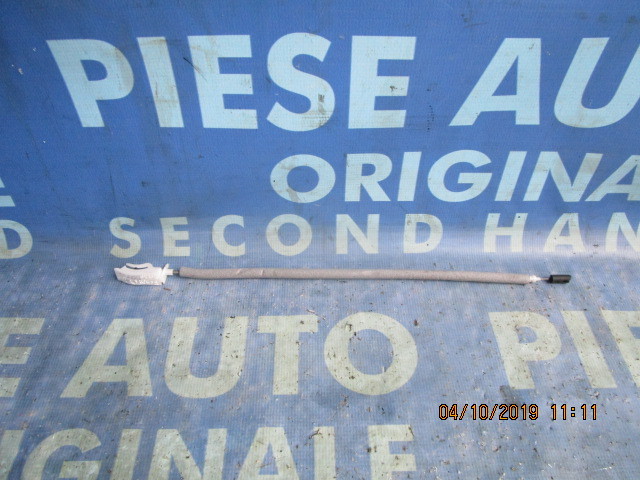 PIESE AU
ORIGINA
D SECOND HAN
E AUTO PIE
GINALE
04/10/2019 11:11